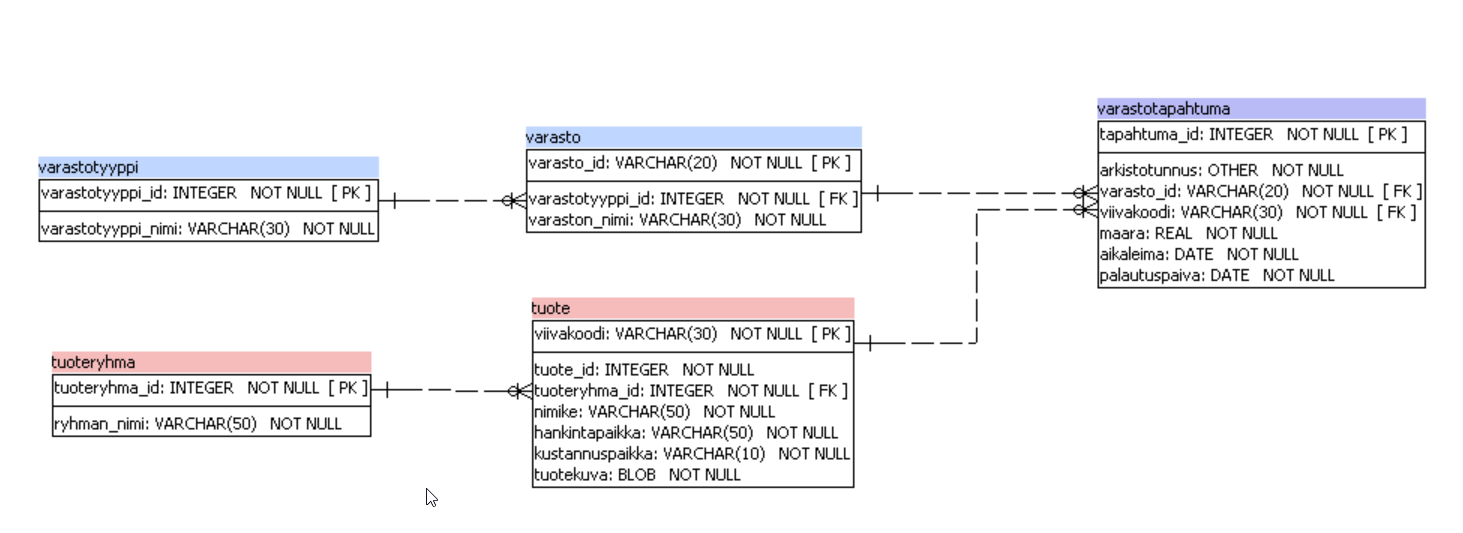 varastotyyppi
varastotyyppi_id: INTEGER NOT NULL [ PK ]
varastotyyppi_nimi: VARCHAR(30) NOT NULL
varasto
varasto_id: VARCHAR(20) NOT NULL [ PK ]
varastotyyppi_id: INTEGER NOT NULL [ FK ]
varaston_nimi: VARCHAR(30) NOT NULL
varastotapahtuma
tapahtuma_id: INTEGER NOT NULL [ PK ]
arkistotunnus: OTHER NOT NULL
varasto_id: VARCHAR(20) NOT NULL [ FK ]
viivakoodi: VARCHAR(30) NOT NULL [ FK ]
maara: REAL NOT NULL
aikaleima: DATE NOT NULL
palautuspaiva: DATE NOT NULL
tuoteryhma
tuoteryhma_id: INTEGER NOT NULL [ PK ]
ryhman_nimi: VARCHAR(50) NOT NULL
tuote
viivakoodi: VARCHAR(30) NOT NULL [ PK ]
tuote_id: INTEGER NOT NULL
tuoteryhma_id: INTEGER NOT NULL [ FK ]
nimike: VARCHAR(50) NOT NULL
hankintapaikka: VARCHAR(50) NOT NULL
kustannuspaikka: VARCHAR(10) NOT NULL
tuotekuva: BLOB NOT NULL